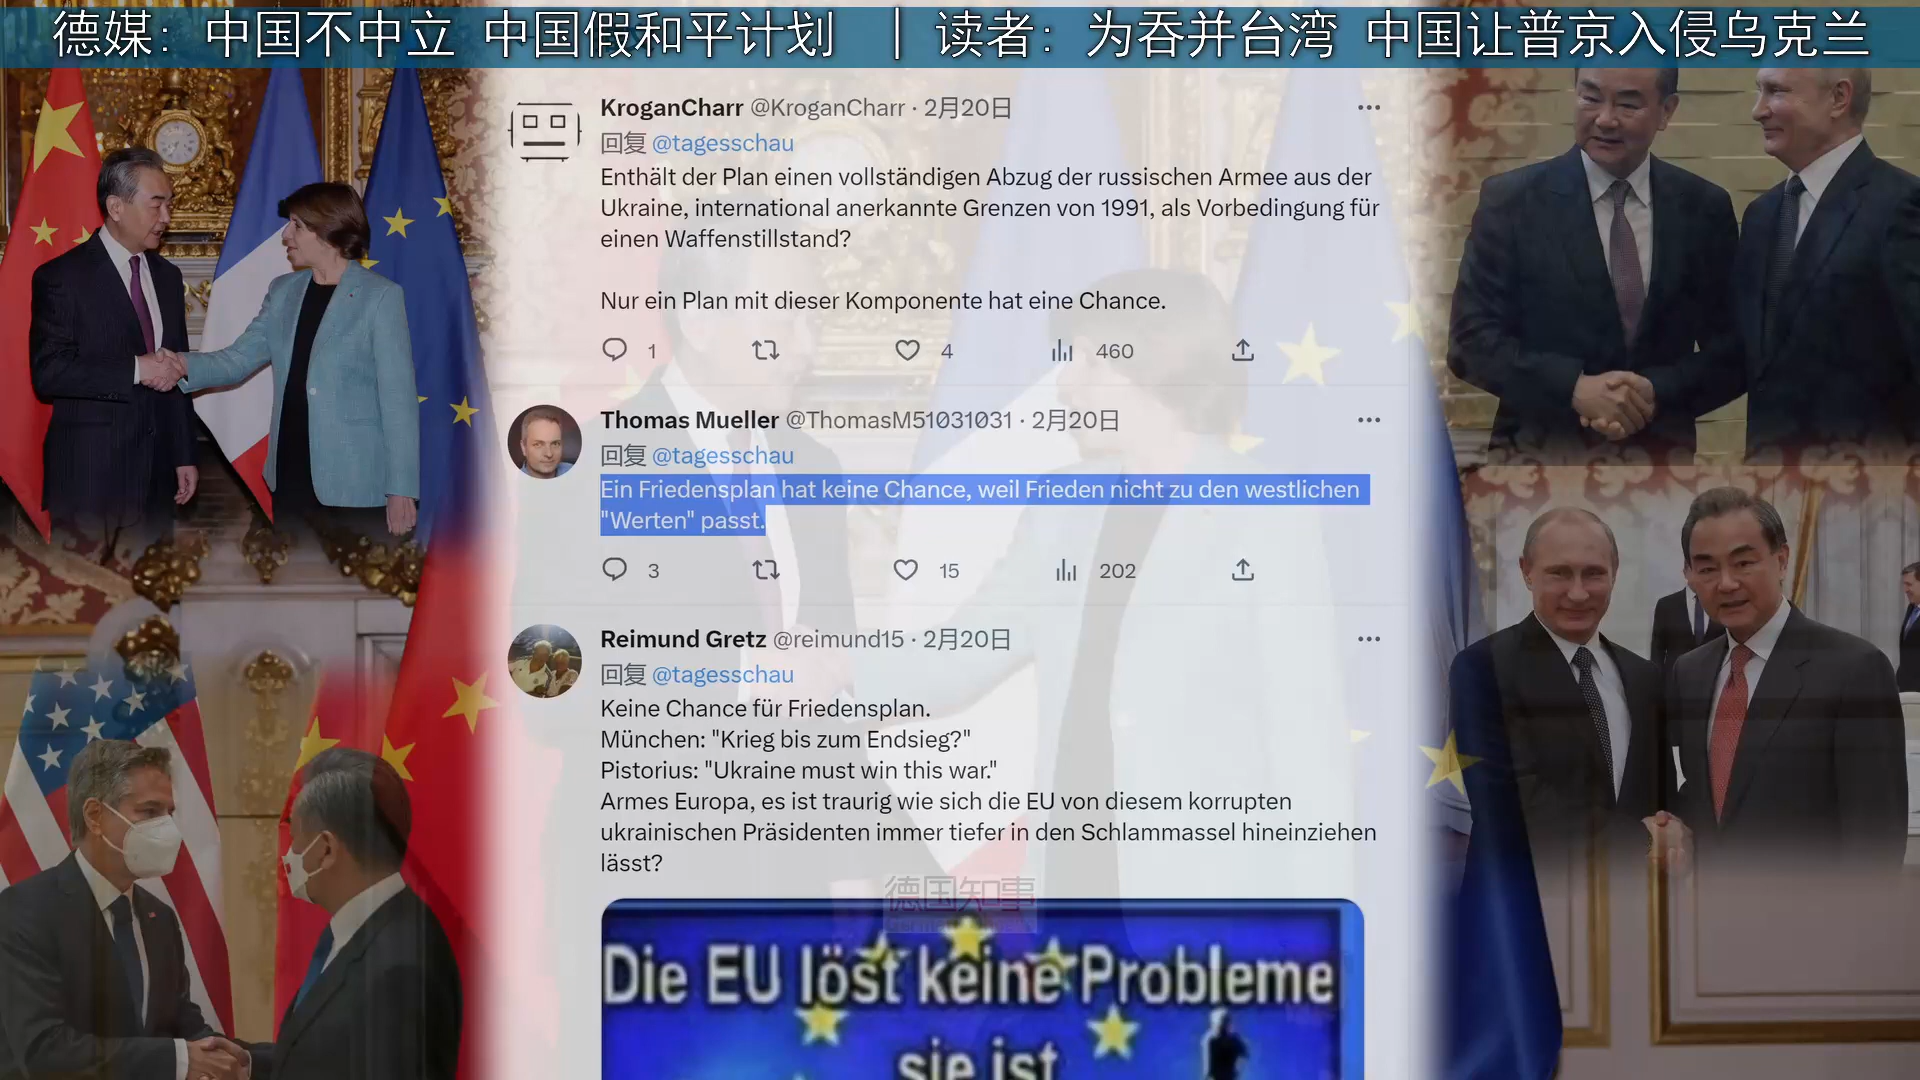 德媒：中国不中立 中国假和平计划 ｜ 读者：为吞并台湾 中国让普京入侵乌克兰
KroganCharr @KroganCharr · 2月20日
回复 @tagesschau
Enthält der Plan einen vollständigen Abzug der russischen Armee aus der
Ukraine, international anerkannte Grenzen von 1991, als Vorbedingung für
einen Waffenstillstand?
Nur ein Plan mit dieser Komponente hat eine Chance.
1 4 460
Thomas Mueller @ThomasM51031031 · 2月20日
回复 @tagesschau
Ein Friedensplan hat keine Chance, weil Frieden nicht zu den westlichen
"Werten" passt.
3 15 202
Reimund Gretz @reimund15 · 2月20日
回复 @tagesschau
Keine Chance für Friedensplan.
München: "Krieg bis zum Endsieg?"
Pistorius: "Ukraine must win this war."
Armes Europa, es ist traurig wie sich die EU von diesem korrupten
ukrainischen Präsidenten immer tiefer in den Schlammassel hineinziehen
lässt?
德国知事
Die EU löst keine Probleme
sie ist